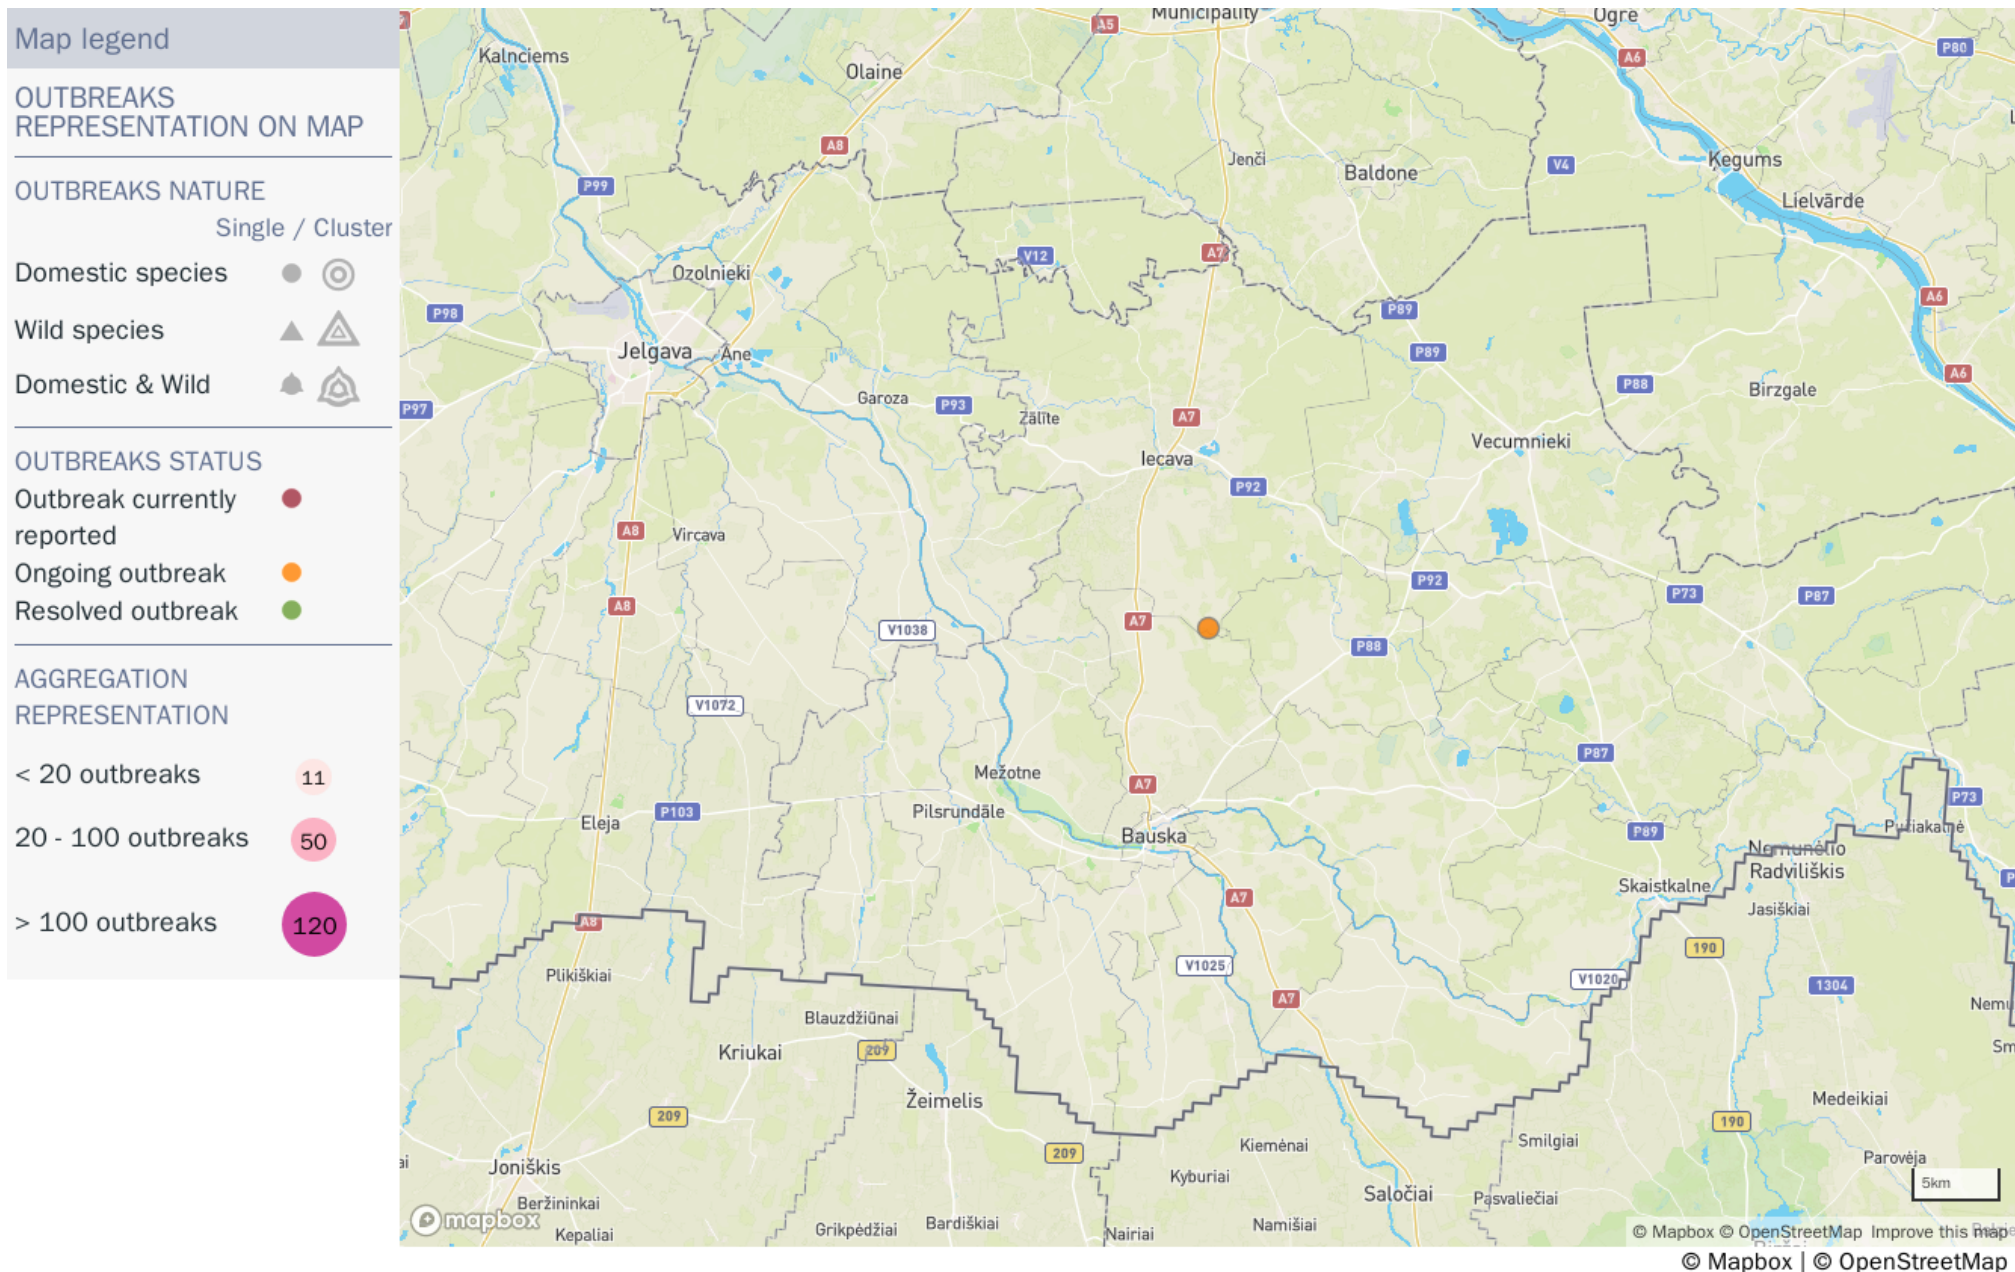 Map legend
OUTBREAKS
REPRESENTATION ON MAP
OUTBREAKS NATURE
Single / Cluster
Domestic species
Wild species
Domestic & Wild
OUTBREAKS STATUS
Outbreak currently
reported
Ongoing outbreak
Resolved outbreak
AGGREGATION
REPRESENTATION
< 20 outbreaks 11
20 - 100 outbreaks 50
> 100 outbreaks 120
Municipality
Ogre
A5
Kalnciems
A6
P80
Olaine
A8
Jenči
Baldone
V4
Ķegums
P99
Lielvārde
V12
A7
Ozolnieki
P98
P89
A6
Jelgava
Āne
P89
A6
P97
Garoza
P93
Zālīte
A7
P88
Birzgale
Iecava
Vecumnieki
P92
A8
Vircava
P92
P73
P87
A8
V1038
A7
P88
V1072
P87
Mežotne
A7
P73
Eleja
P103
Pilsrundāle
Bauska
P89
Pužiakalnė
Nemunėlio
Radviliškis
Skaistkalne
A7
Jasiškiai
A8
190
Plikiškiai
V1025
V1020
1304
A7
Blauzdžiūnai
Kriukai
209
Žeimelis
Medeikiai
209
190
Smilgiai
209
Kiemėnai
Joniškis
Kyburiai
Parovėja
Saločiai
Pasvaliečiai
5km
Beržininkai
mapbox
Kepaliai
Grikpėdžiai
Bardiškiai
Nairiai
Namišiai
© Mapbox © OpenStreetMap Improve this map
© Mapbox | © OpenStreetMap